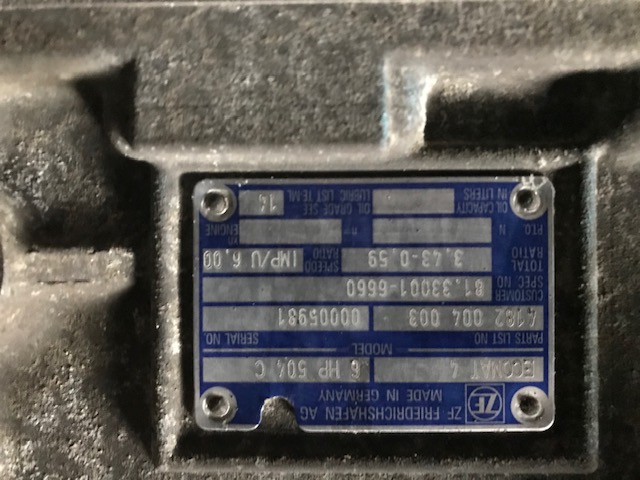 ZF
ZF FRIEDRICHSHAFEN AG
MADE IN GERMANY
ECOMAT 4 MODEL 6 HP 504 C
PARTS LIST NO. SERIAL NO.
4182 004 003 00005981
CUSTOMER SPEC NO. 81.33001-6660
TOTAL RATIO 3.43-0.59 SPEEDO RATIO IMP/U 6.00
PTO N ENGINE
OIL CAPACITY IN LITERS OIL GRADE SEE LUBRIC. LIST TE-ML 14